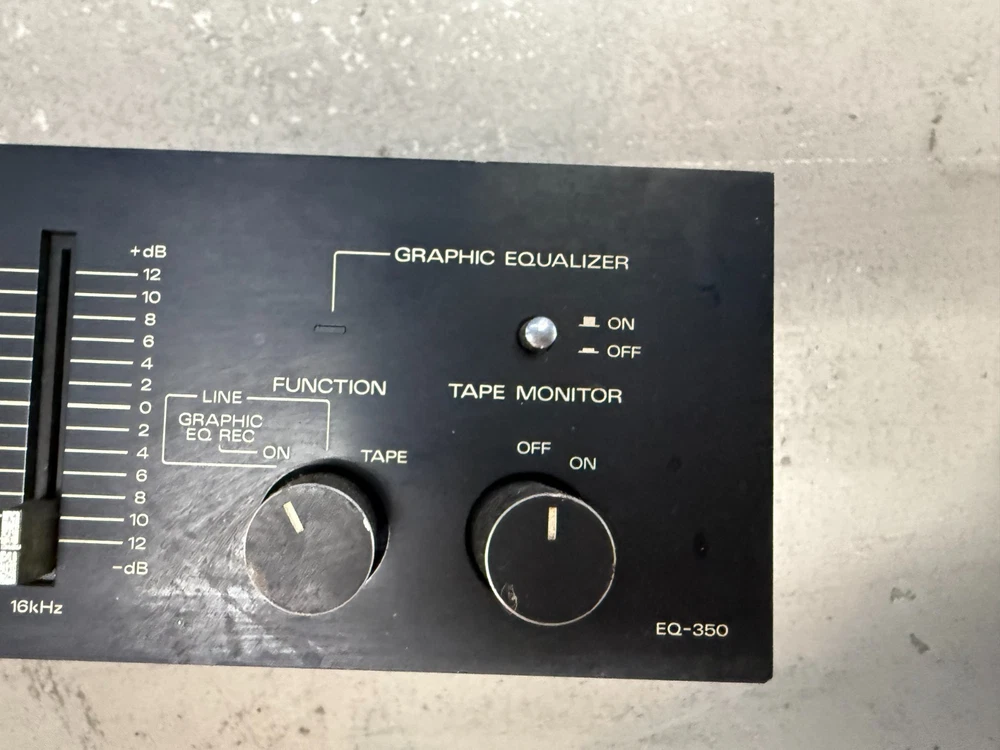 +dB
12
10
8
6
4
2
0
2
4
6
8
10
12
-dB
16kHz
GRAPHIC EQUALIZER
ON
OFF
FUNCTION
LINE
GRAPHIC
EQ REC
ON
TAPE
TAPE MONITOR
OFF
ON
EQ-350